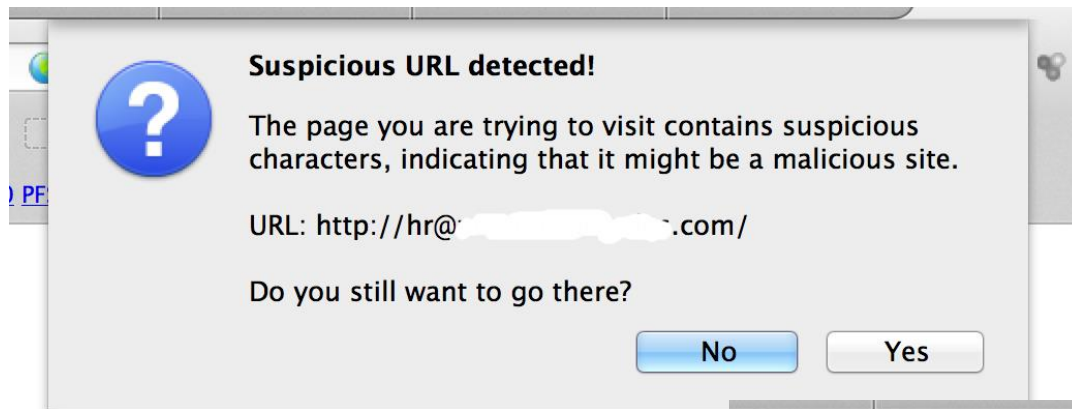 Suspicious URL detected!
The page you are trying to visit contains suspicious
characters, indicating that it might be a malicious site.
) PF
URL: http://hr@ .com/
Do you still want to go there?
No Yes